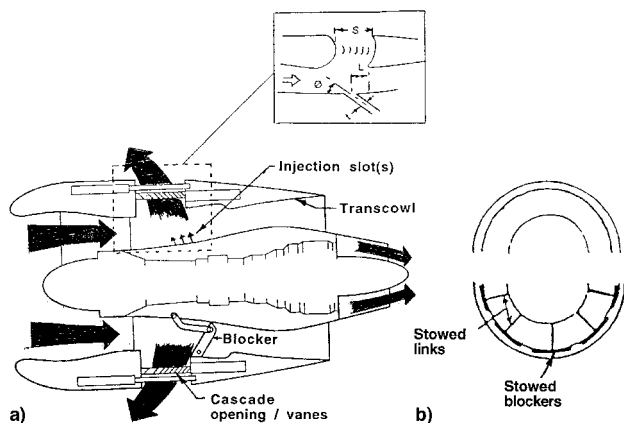 S
L
Ø
t
Injection slot(s)
Transcowl
Blocker
Stowed
links
Stowed
blockers
Cascade
opening / vanes
a)
b)